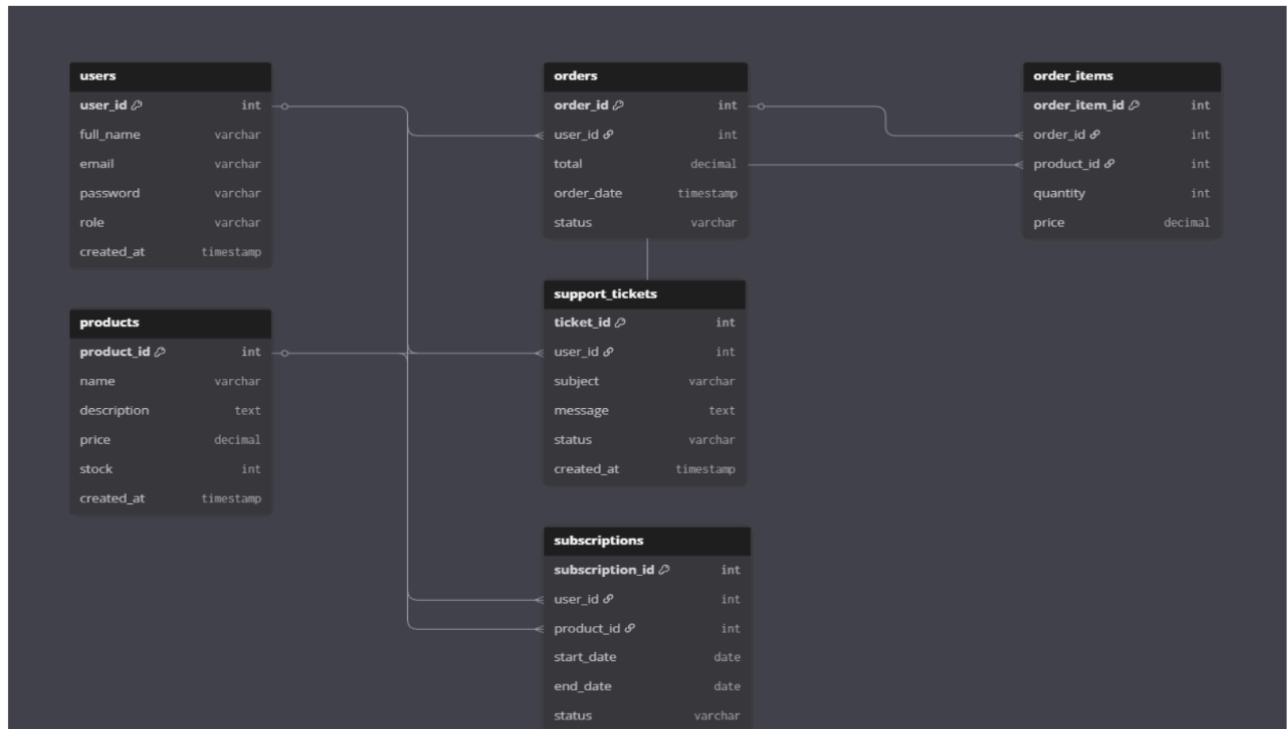 users
user_id int
full_name varchar
email varchar
password varchar
role varchar
created_at timestamp
products
product_id int
name varchar
description text
price decimal
stock int
created_at timestamp
orders
order_id int
user_id int
total decimal
order_date timestamp
status varchar
support_tickets
ticket_id int
user_id int
subject varchar
message text
status varchar
created_at timestamp
subscriptions
subscription_id int
user_id int
product_id int
start_date date
end_date date
status varchar
order_items
order_item_id int
order_id int
product_id int
quantity int
price decimal